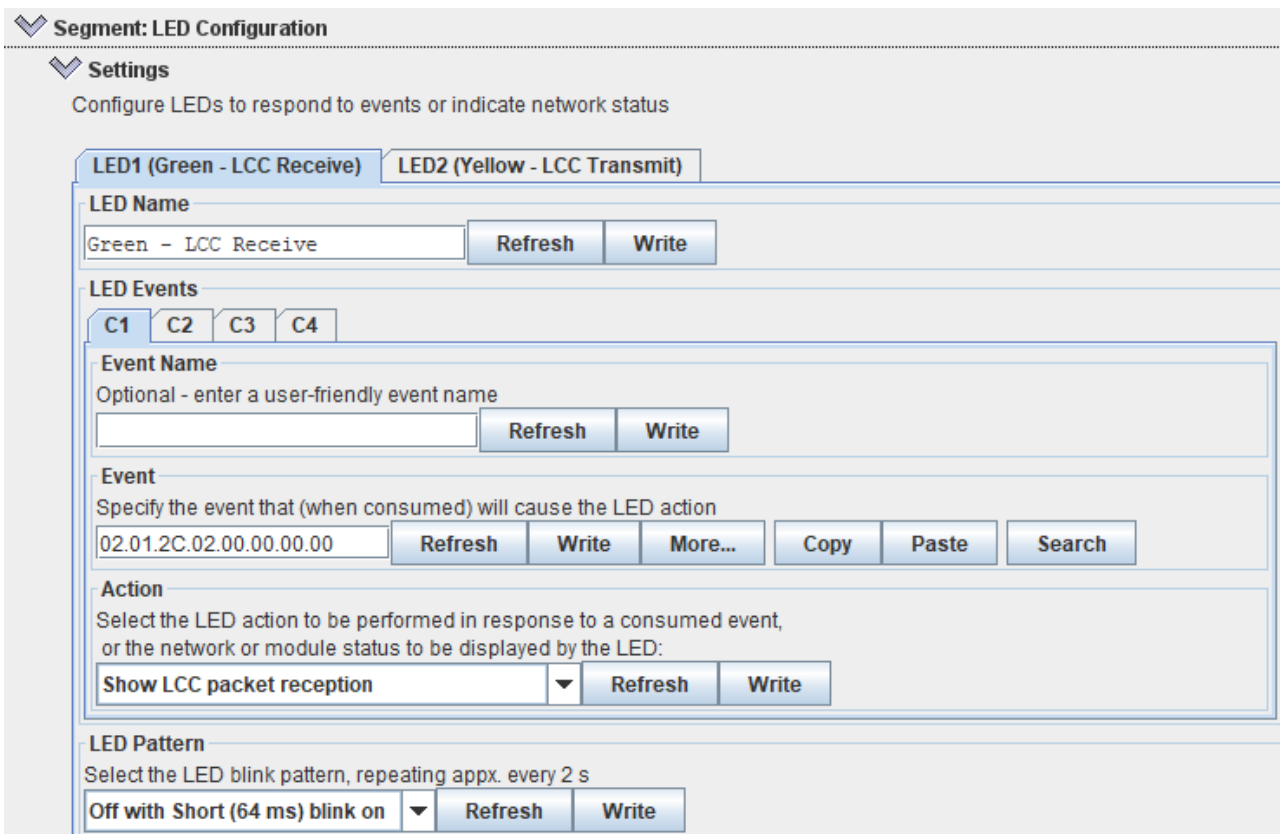 Segment: LED Configuration
Settings
Configure LEDs to respond to events or indicate network status
LED1 (Green - LCC Receive) LED2 (Yellow - LCC Transmit)
LED Name
Green - LCC Receive Refresh Write
LED Events
C1 C2 C3 C4
Event Name
Optional - enter a user-friendly event name
Refresh Write
Event
Specify the event that (when consumed) will cause the LED action
02.01.2C.02.00.00.00.00 Refresh Write More... Copy Paste Search
Action
Select the LED action to be performed in response to a consumed event,
or the network or module status to be displayed by the LED:
Show LCC packet reception Refresh Write
LED Pattern
Select the LED blink pattern, repeating appx. every 2 s
Off with Short (64 ms) blink on Refresh Write